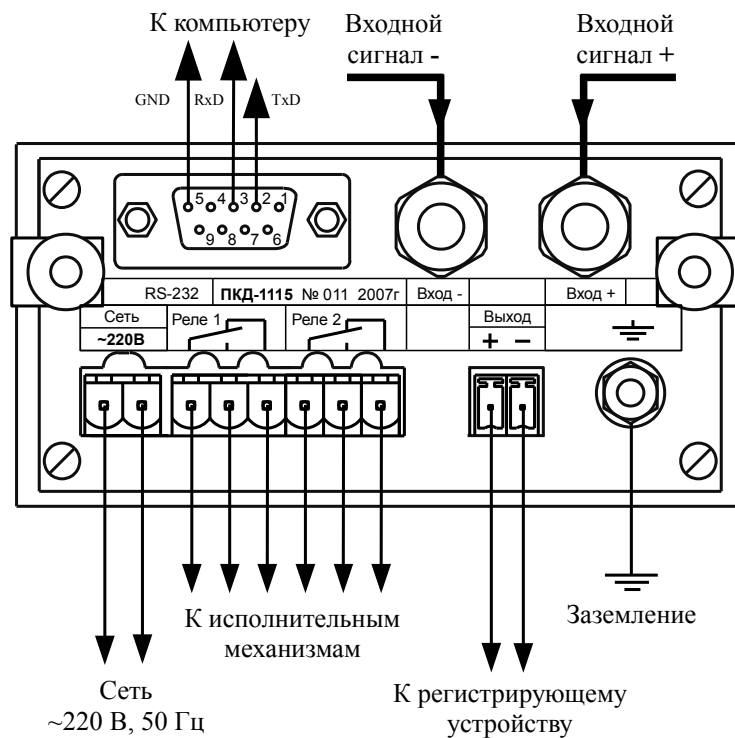 К компьютеру
Входной
сигнал -
Входной
сигнал +
GND RxD TxD
5 4 3 2 1
9 8 7 6
RS-232 ПКД-1115 № 011 2007г Вход - Вход +
Сеть
~220В
Реле 1
Реле 2
Выход
+ −
К исполнительным
механизмам
Заземление
Сеть
~220 В, 50 Гц
К регистрирующему
устройству